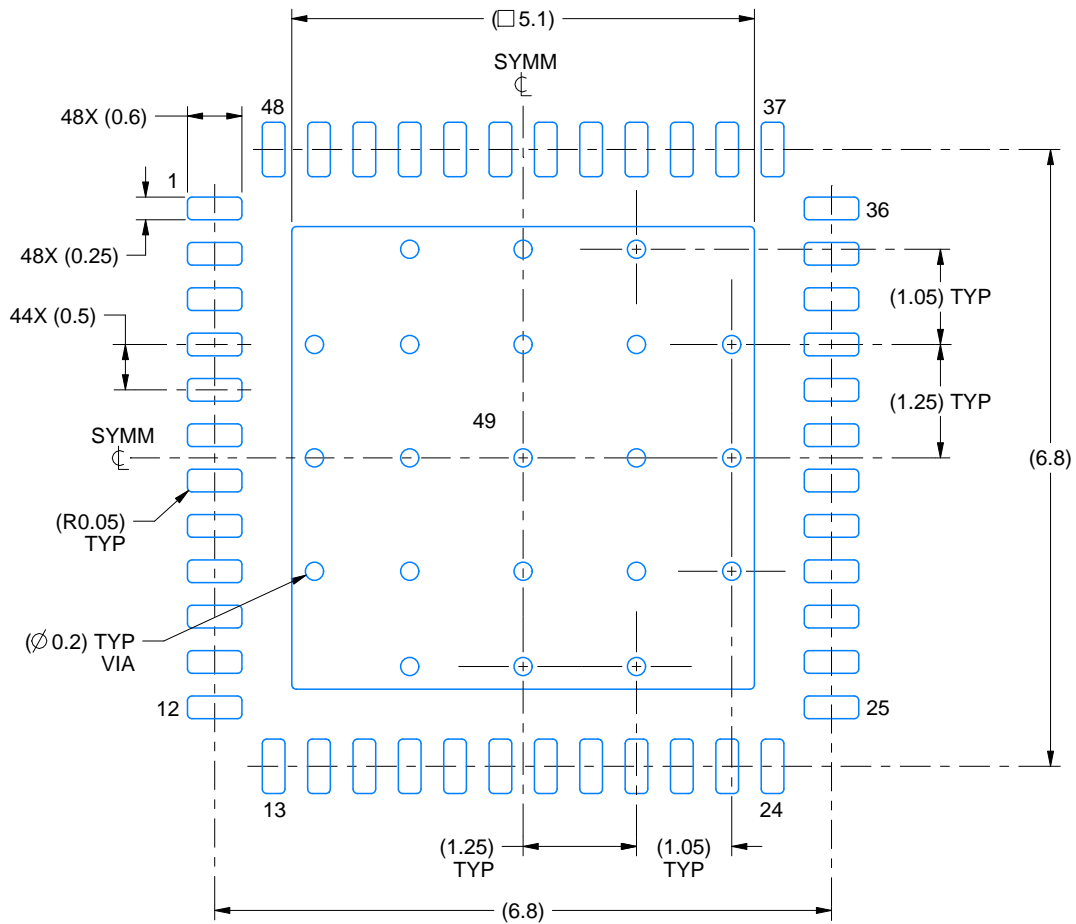 (□ 5.1)
SYMM
℄
48X (0.6)
48
37
1
36
48X (0.25)
(1.05) TYP
44X (0.5)
(1.25) TYP
49
SYMM
℄
(6.8)
(R0.05)
TYP
(∅ 0.2) TYP
VIA
12
25
13
24
(1.25)
TYP
(1.05)
TYP
(6.8)